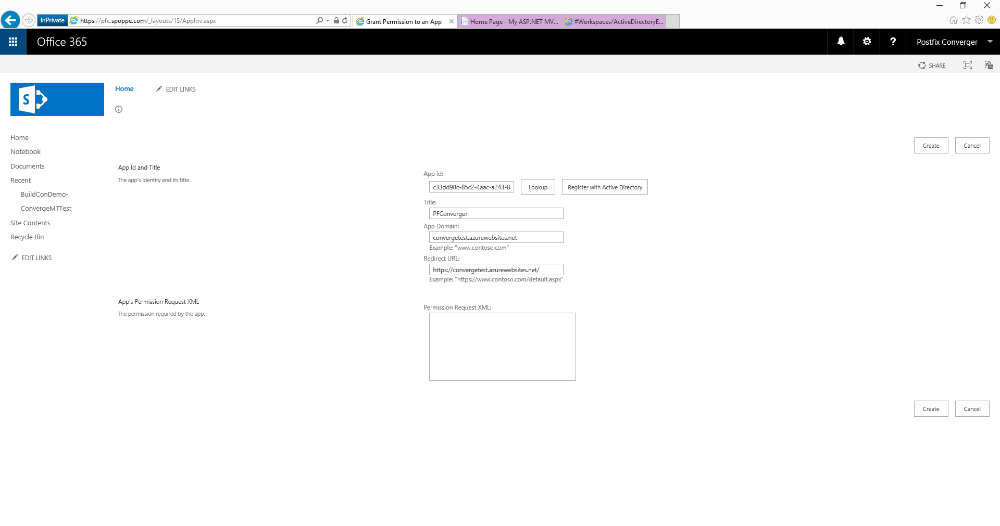 InPrivate https://pfc.spoppe.com/_layouts/15/AppInv.aspx Grant Permission to an App Home Page - My ASP.NET MV... #Workspaces/ActiveDirectoryE...
Office 365 ? Postfix Converger
SHARE
S
Home EDIT LINKS
Home
Notebook
Documents
Recent
BuildConDemo-
ConvergeMTTest
Site Contents
Recycle Bin
EDIT LINKS
Create Cancel
App Id and Title
The app's identity and its title.
App Id:
c33dd98c-85c2-4aac-a243-8 Lookup Register with Active Directory
Title:
PFConverger
App Domain:
convergetest.azurewebsites.net
Example: "www.contoso.com"
Redirect URL:
https://convergetest.azurewebsites.net/
Example: "https://www.contoso.com/default.aspx"
App's Permission Request XML
The permission required by the app.
Permission Request XML:
Create Cancel